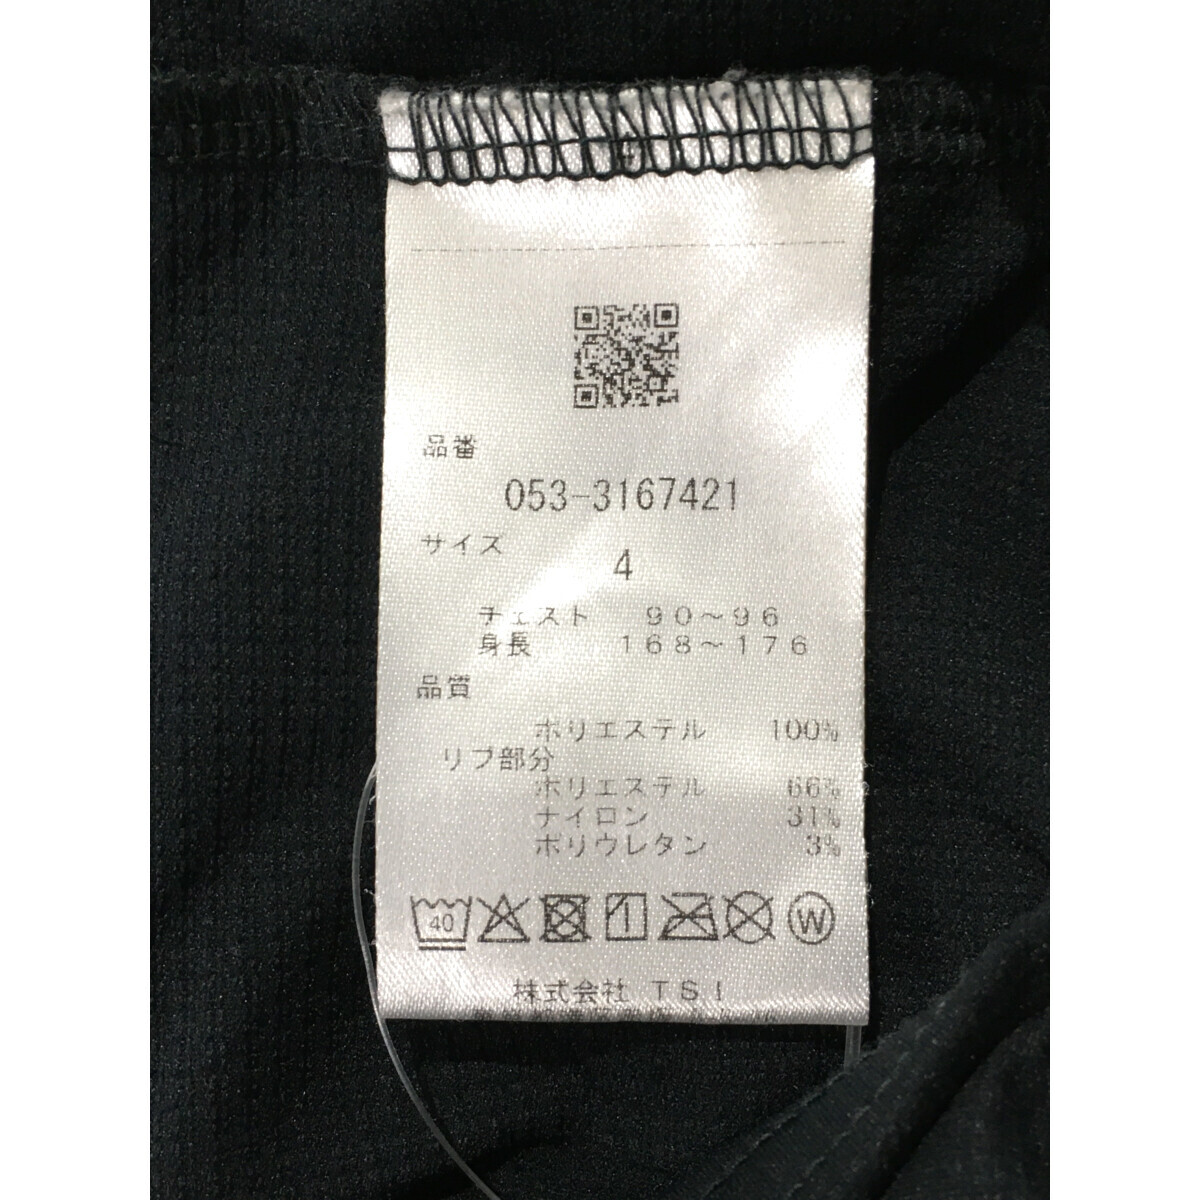 品番
053-3167421
サイズ
4
チェスト 90～96
身長 168～176
品質
ポリエステル 100%
リブ部分
ポリエステル 66%
ナイロン 31%
ポリウレタン 3%
40 W
株式会社 TSI